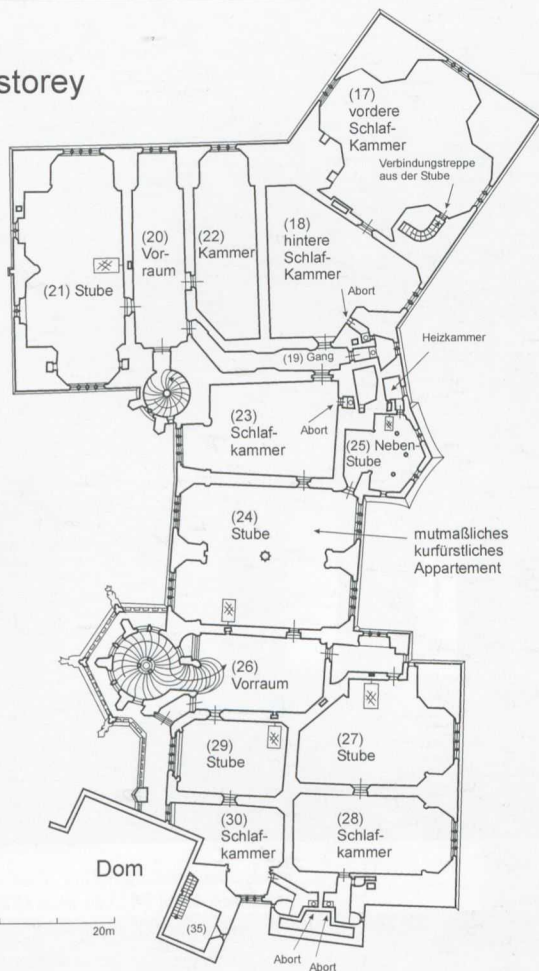 storey
(17)
vordere
Schlaf-
Kammer
Verbindungstreppe
aus der Stube
(18)
hintere
Schlaf-
Kammer
(20)
Vor-
raum
(22)
Kammer
(21) Stube
Abort
(19) Gang
Heizkammer
(23)
Schlaf-
kammer
Abort
(25) Neben-
Stube
(24)
Stube
mutmaßliches
kurfürstliches
Appartement
(26)
Vorraum
(29)
Stube
(27)
Stube
(30)
Schlaf-
kammer
(28)
Schlaf-
kammer
Dom
(35)
20m
Abort
Abort